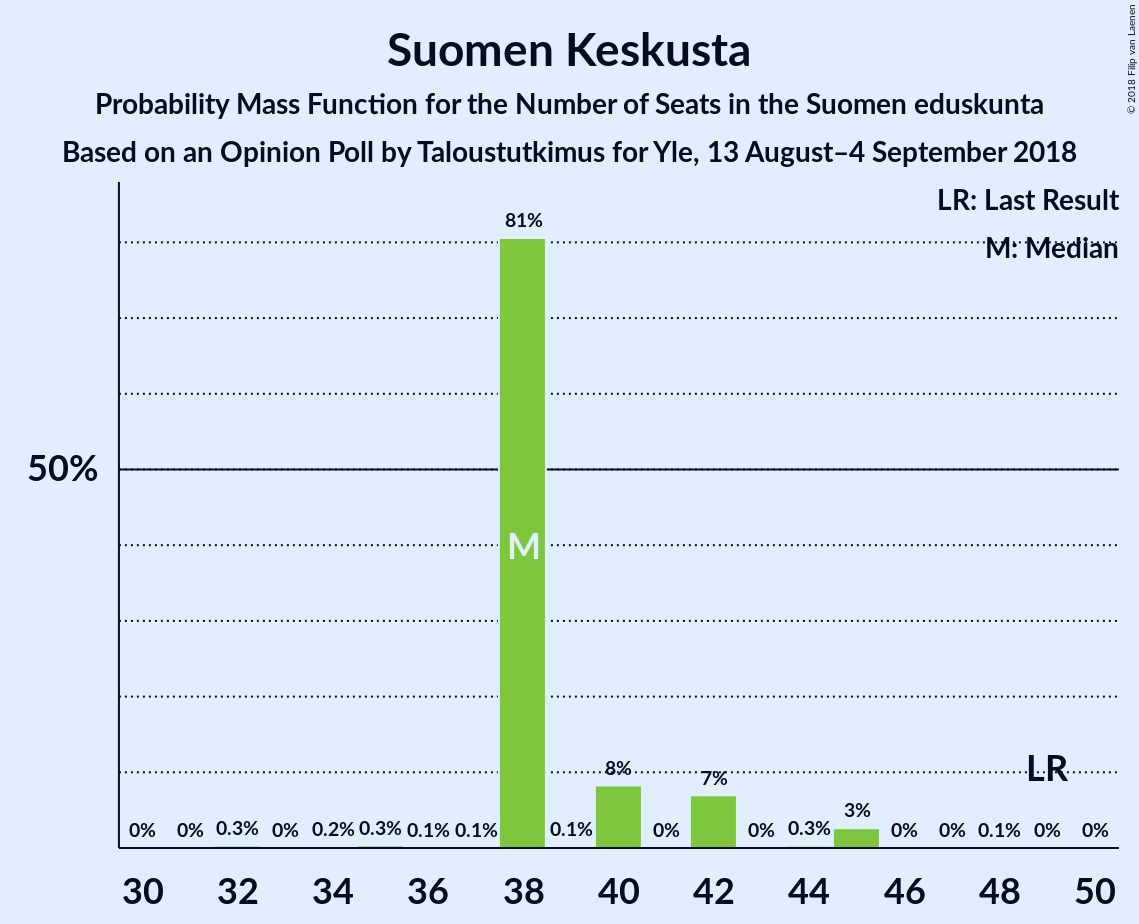 Suomen Keskusta
Probability Mass Function for the Number of Seats in the Suomen eduskunta
Based on an Opinion Poll by Taloustutkimus for Yle, 13 August–4 September 2018
© 2018 Filip van Laenen
LR: Last Result
M: Median
81%
50%
M
LR
8%
7%
3%
0% 0% 0.3% 0% 0.2% 0.3% 0.1% 0.1% 0.1% 0% 0% 0.3% 0% 0% 0.1% 0% 0%
30 32 34 36 38 40 42 44 46 48 50